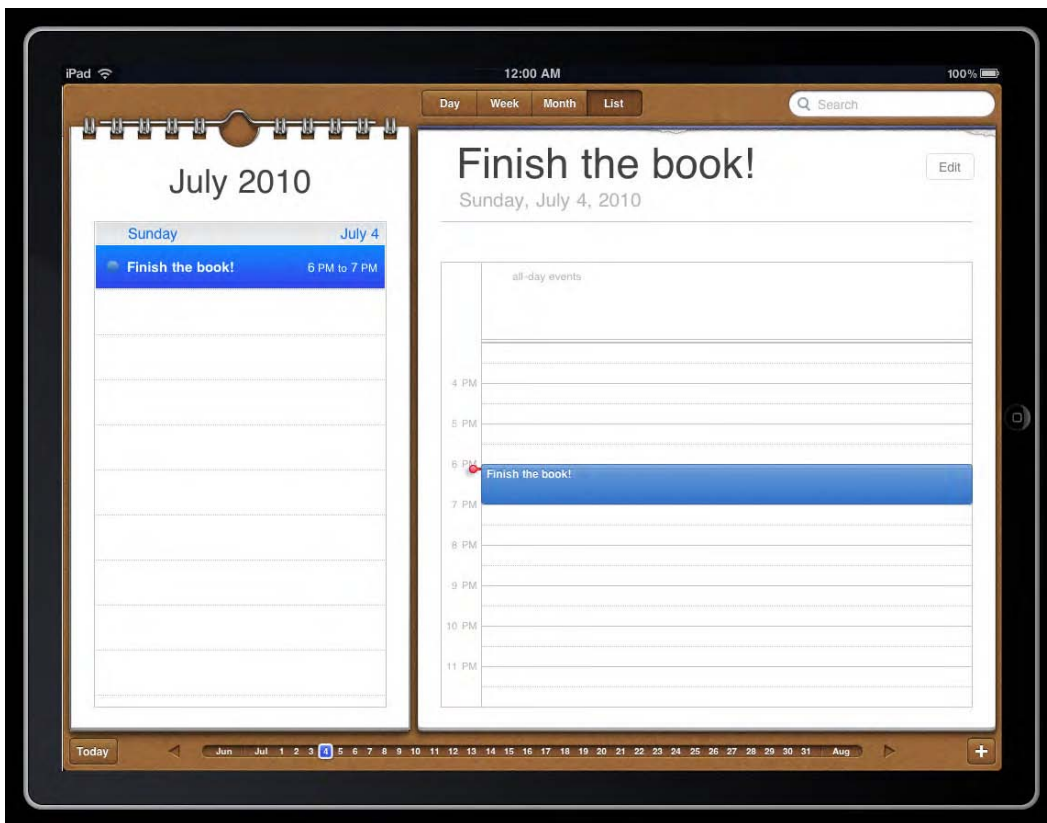 iPad 12:00 AM 100%
Day Week Month List Search
July 2010
Sunday July 4
Finish the book! 6 PM to 7 PM
Finish the book! Edit
Sunday, July 4, 2010
all-day events
4 PM
5 PM
6 PM
Finish the book!
7 PM
8 PM
9 PM
10 PM
11 PM
Today Jun Jul 1 2 3 4 5 6 7 8 9 10 11 12 13 14 15 16 17 18 19 20 21 22 23 24 25 26 27 28 29 30 31 Aug +